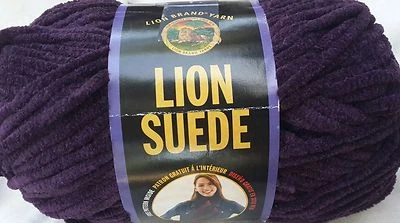 LION BRAND® YARN
LION
SUEDE
PATRON GRATUIT À L'INTÉRIEUR